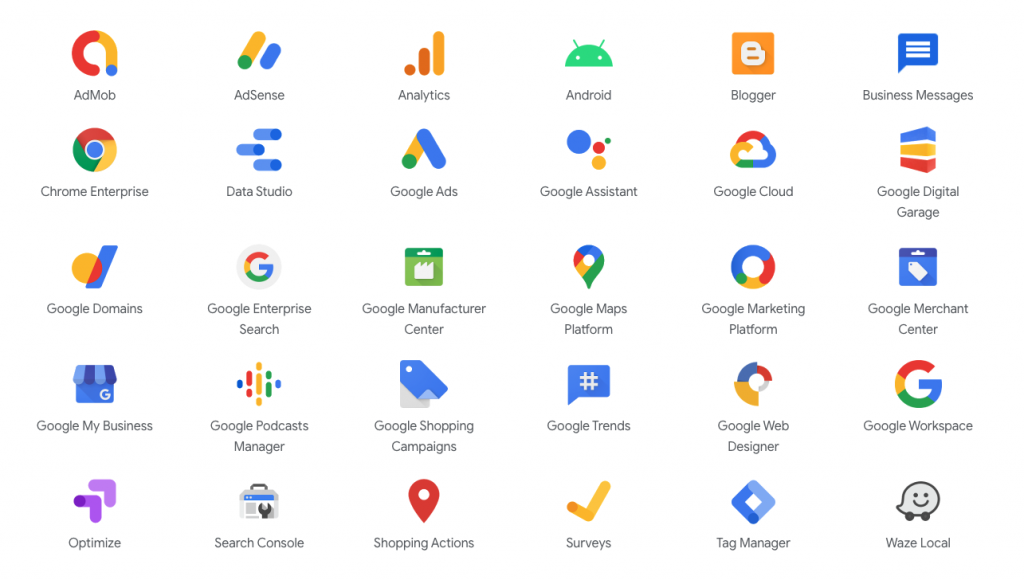 AdMob
AdSense
Analytics
Android
Blogger
Business Messages
Chrome Enterprise
Data Studio
Google Ads
Google Assistant
Google Cloud
Google Digital
Garage
Google Domains
Google Enterprise
Search
Google Manufacturer
Center
Google Maps
Platform
Google Marketing
Platform
Google Merchant
Center
Google My Business
Google Podcasts
Manager
Google Shopping
Campaigns
Google Trends
Google Web
Designer
Google Workspace
Optimize
Search Console
Shopping Actions
Surveys
Tag Manager
Waze Local